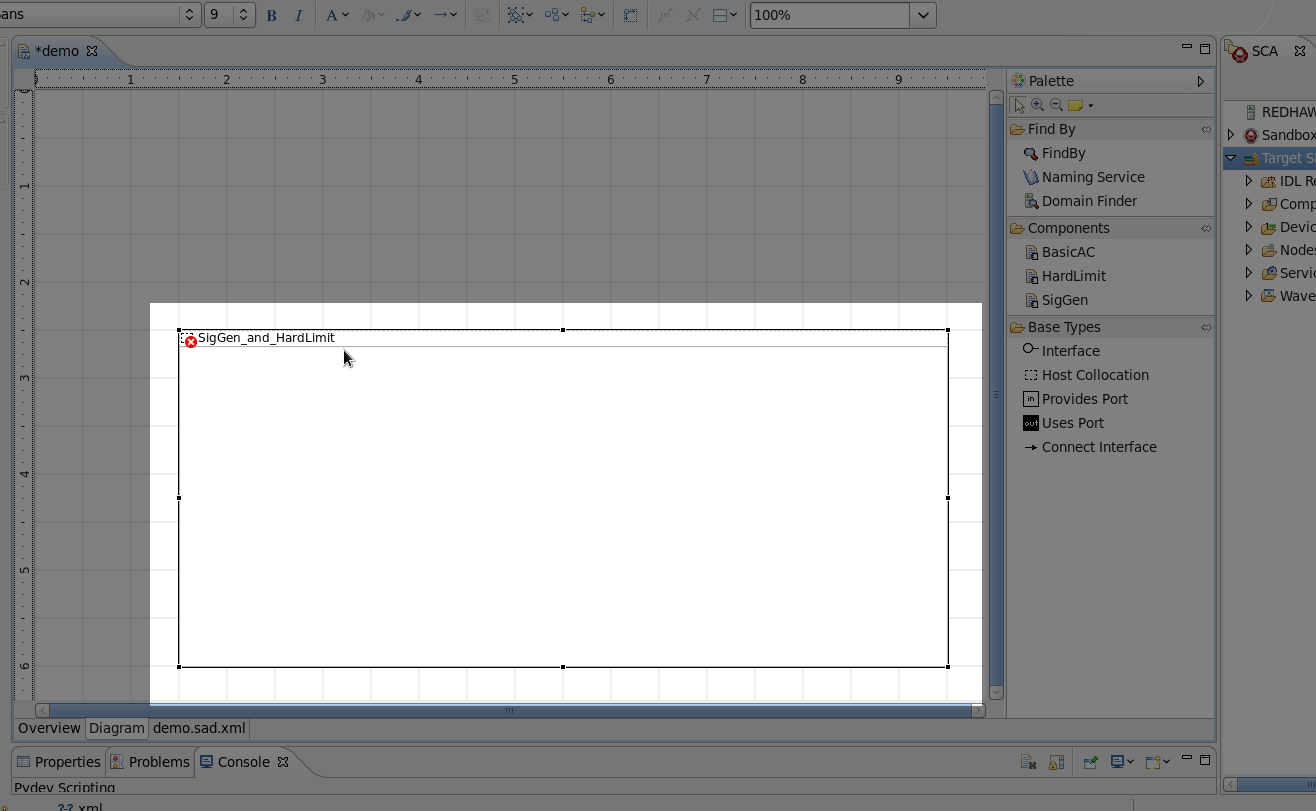 ans
9
B I A
100%
*demo
SCA
1 2 3 4 5 6 7 8 9
Palette
Find By
FindBy
Naming Service
Domain Finder
Components
BasicAC
HardLimit
SigGen
Base Types
Interface
Host Collocation
in Provides Port
out Uses Port
Connect Interface
REDHAW
Sandbox
Target S
IDL Re
Comp
Devic
Nodes
Servic
Wave
1
2
3
4
5
6
SigGen_and_HardLimit
Overview Diagram demo.sad.xml
Properties Problems Console
Pydev Scripting
?-? xml